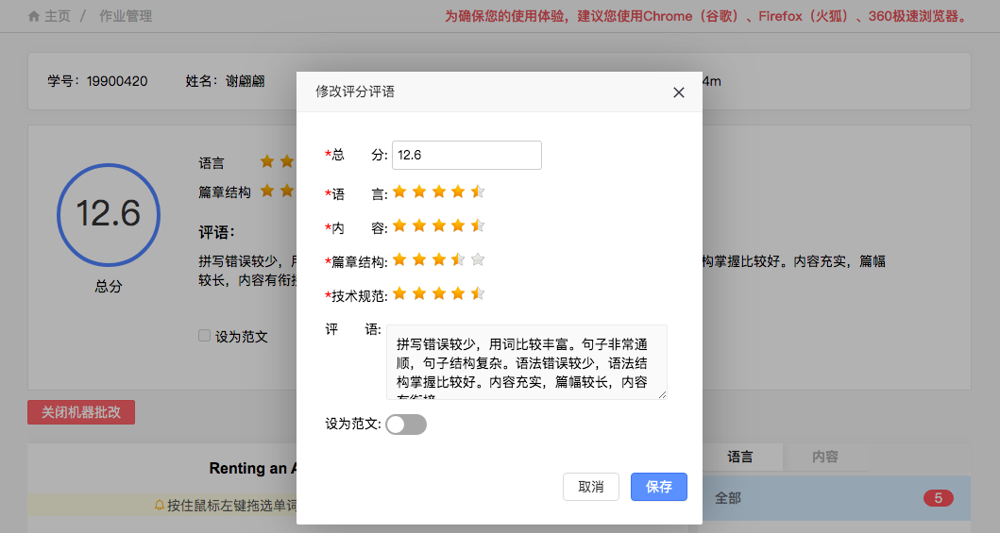 主页 / 作业管理
为确保您的使用体验，建议您使用Chrome（谷歌）、Firefox（火狐）、360极速浏览器。
学号：19900420 姓名：谢翩翩
4m
修改评分评语
*总 分: 12.6
*语 言:
*内 容:
*篇章结构:
*技术规范:
评 语:
拼写错误较少，用词比较丰富。句子非常通
顺，句子结构复杂。语法错误较少，语法结
构掌握比较好。内容充实，篇幅较长，内容
有衔接
设为范文:
取消 保存
12.6
总分
语言
篇章结构
评语：
拼写错误较少，
构掌握比较好。内容充实，篇幅
较长，内容有衔接
设为范文
关闭机器批改
Renting an A
按住鼠标左键拖选单词
语言 内容
全部 5